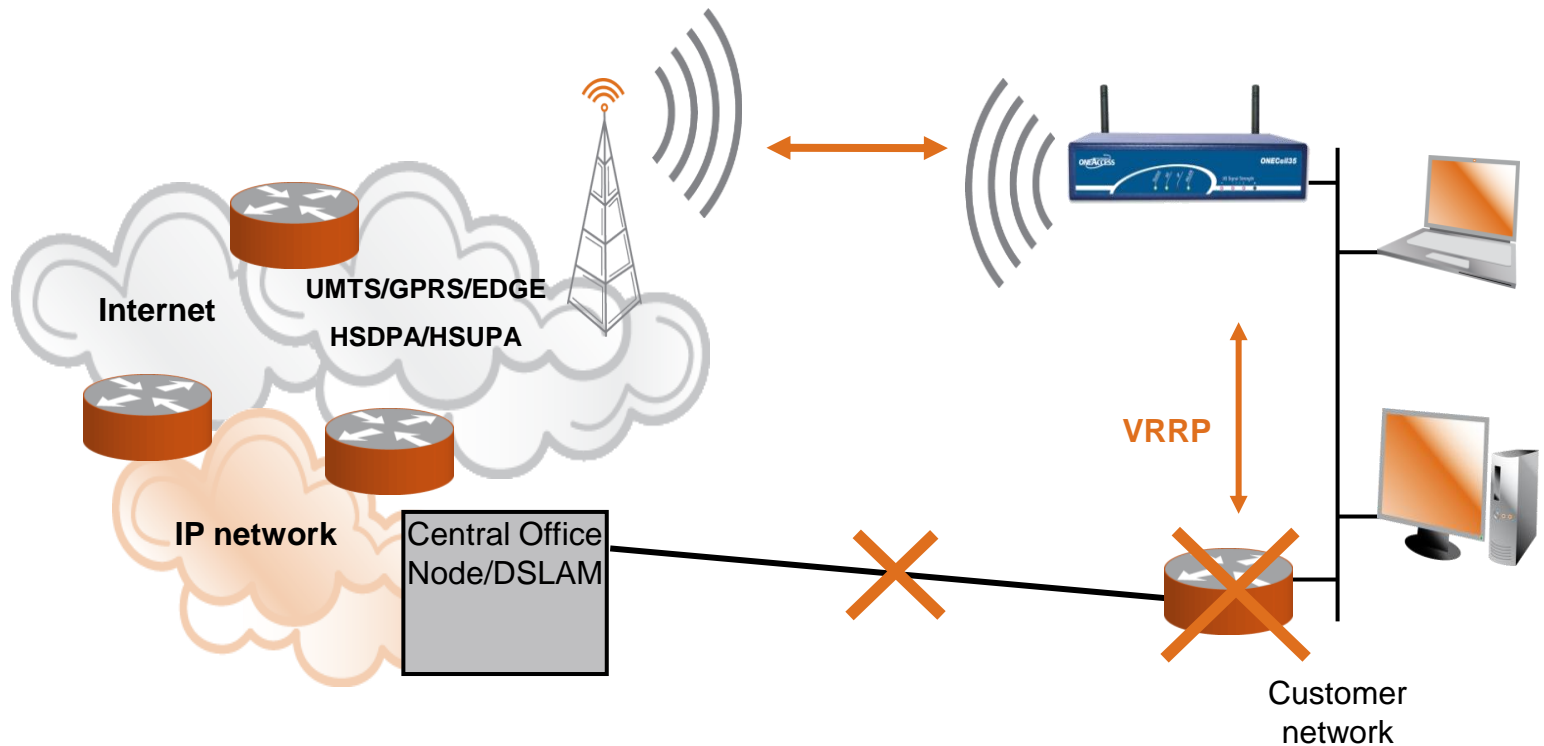 ONEACCESS
ONECell35
Internet
UMTS/GPRS/EDGE
HSDPA/HSUPA
VRRP
IP network
Central Office
Node/DSLAM
Customer
network